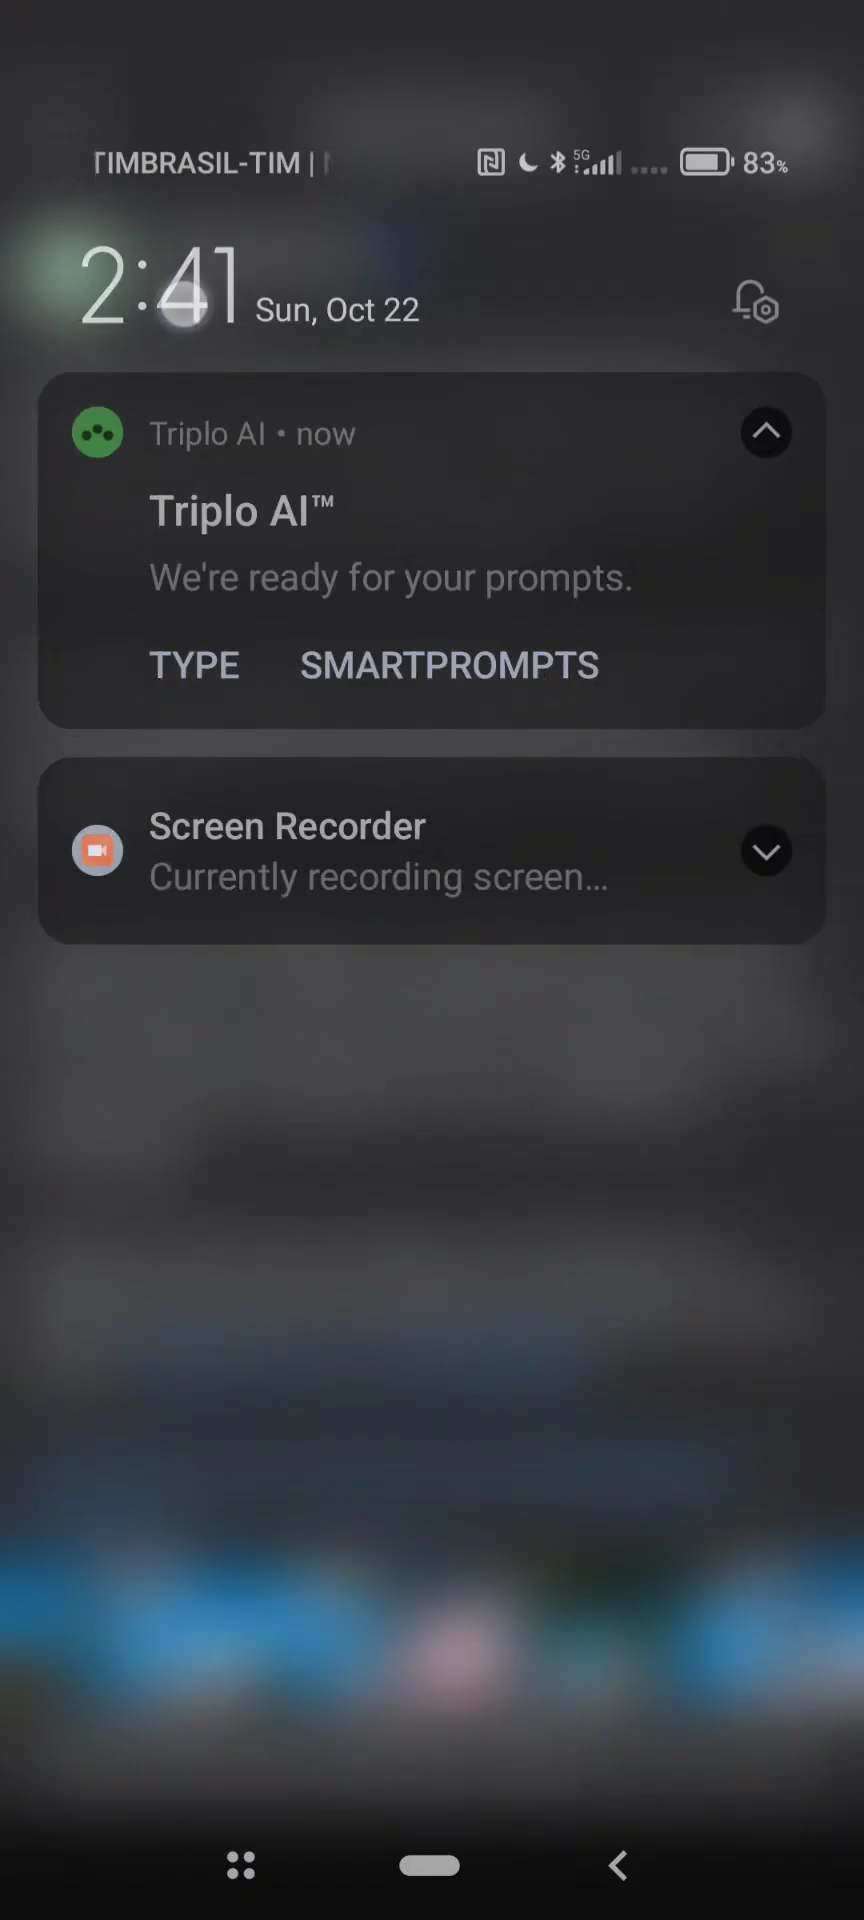 TIMBRASIL-TIM |
5G
83%
2:41 Sun, Oct 22
Triplo AI • now
Triplo AI™
We're ready for your prompts.
TYPE SMARTPROMPTS
Screen Recorder
Currently recording screen...